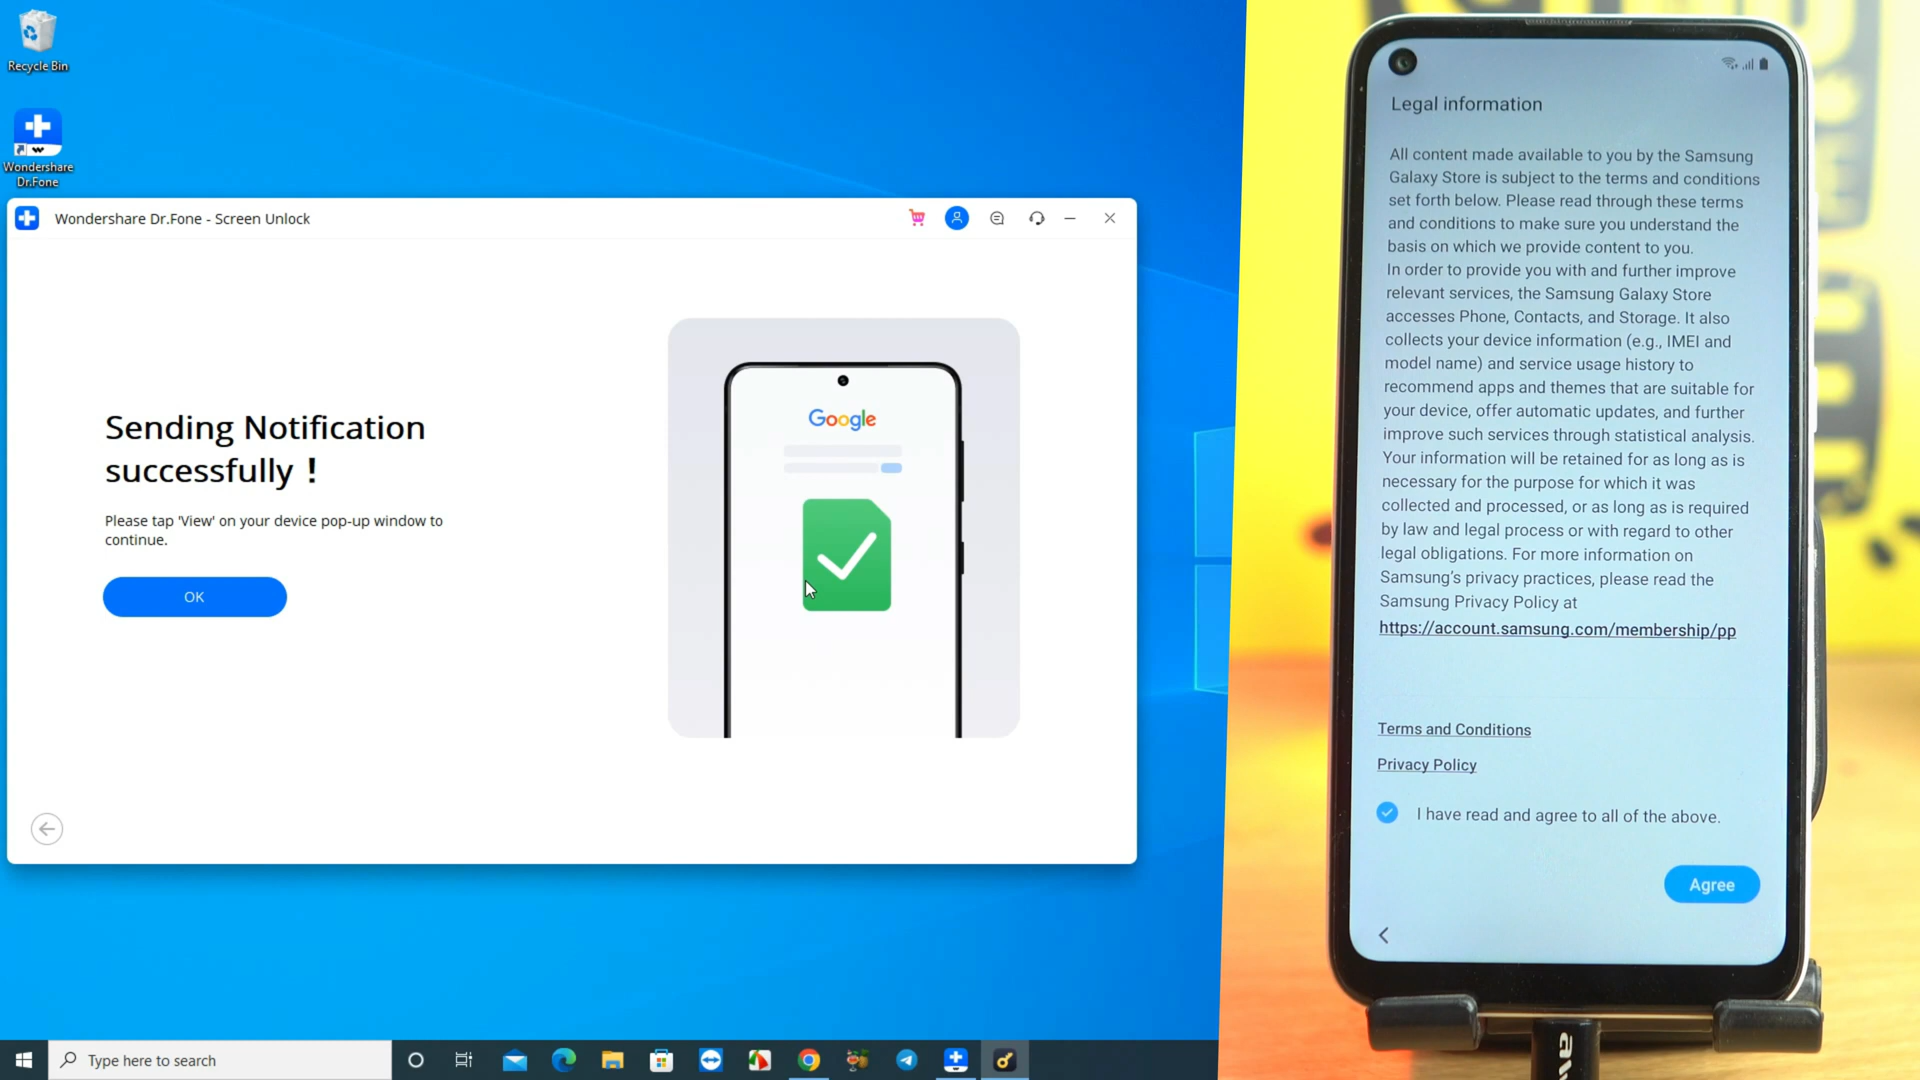 Recycle Bin
Wondershare
Dr.Fone
Wondershare Dr.Fone - Screen Unlock
Sending Notification
successfully！
Please tap 'View' on your device pop-up window to
continue.
OK
Google
Type here to search
Legal information
All content made available to you by the Samsung
Galaxy Store is subject to the terms and conditions
set forth below. Please read through these terms
and conditions to make sure you understand the
basis on which we provide content to you.
In order to provide you with and further improve
relevant services, the Samsung Galaxy Store
accesses Phone, Contacts, and Storage. It also
collects your device information (e.g., IMEI and
model name) and service usage history to
recommend apps and themes that are suitable for
your device, offer automatic updates, and further
improve such services through statistical analysis.
Your information will be retained for as long as is
necessary for the purpose for which it was
collected and processed, or as long as is required
by law and legal process or with regard to other
legal obligations. For more information on
Samsung’s privacy practices, please read the
Samsung Privacy Policy at
https://account.samsung.com/membership/pp
Terms and Conditions
Privacy Policy
I have read and agree to all of the above.
Agree